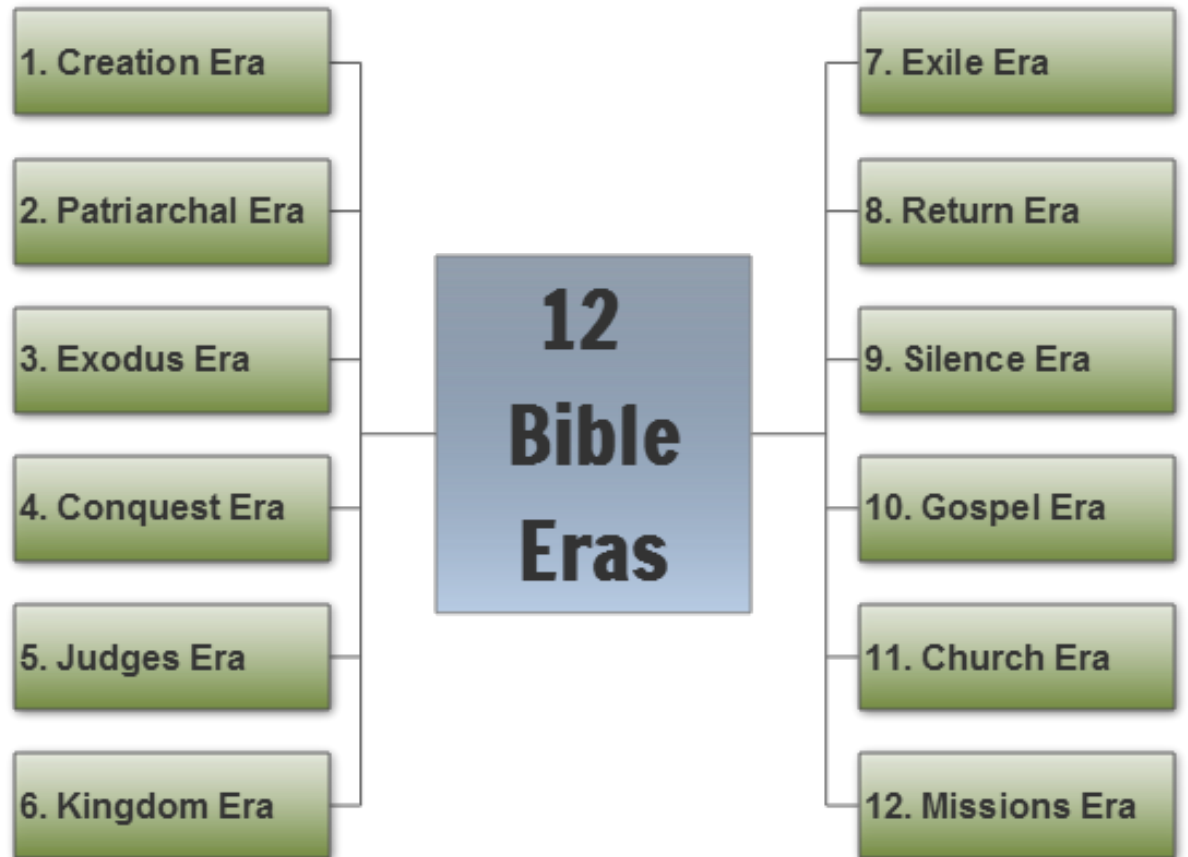 1. Creation Era
2. Patriarchal Era
3. Exodus Era
4. Conquest Era
5. Judges Era
6. Kingdom Era
12
Bible
Eras
7. Exile Era
8. Return Era
9. Silence Era
10. Gospel Era
11. Church Era
12. Missions Era